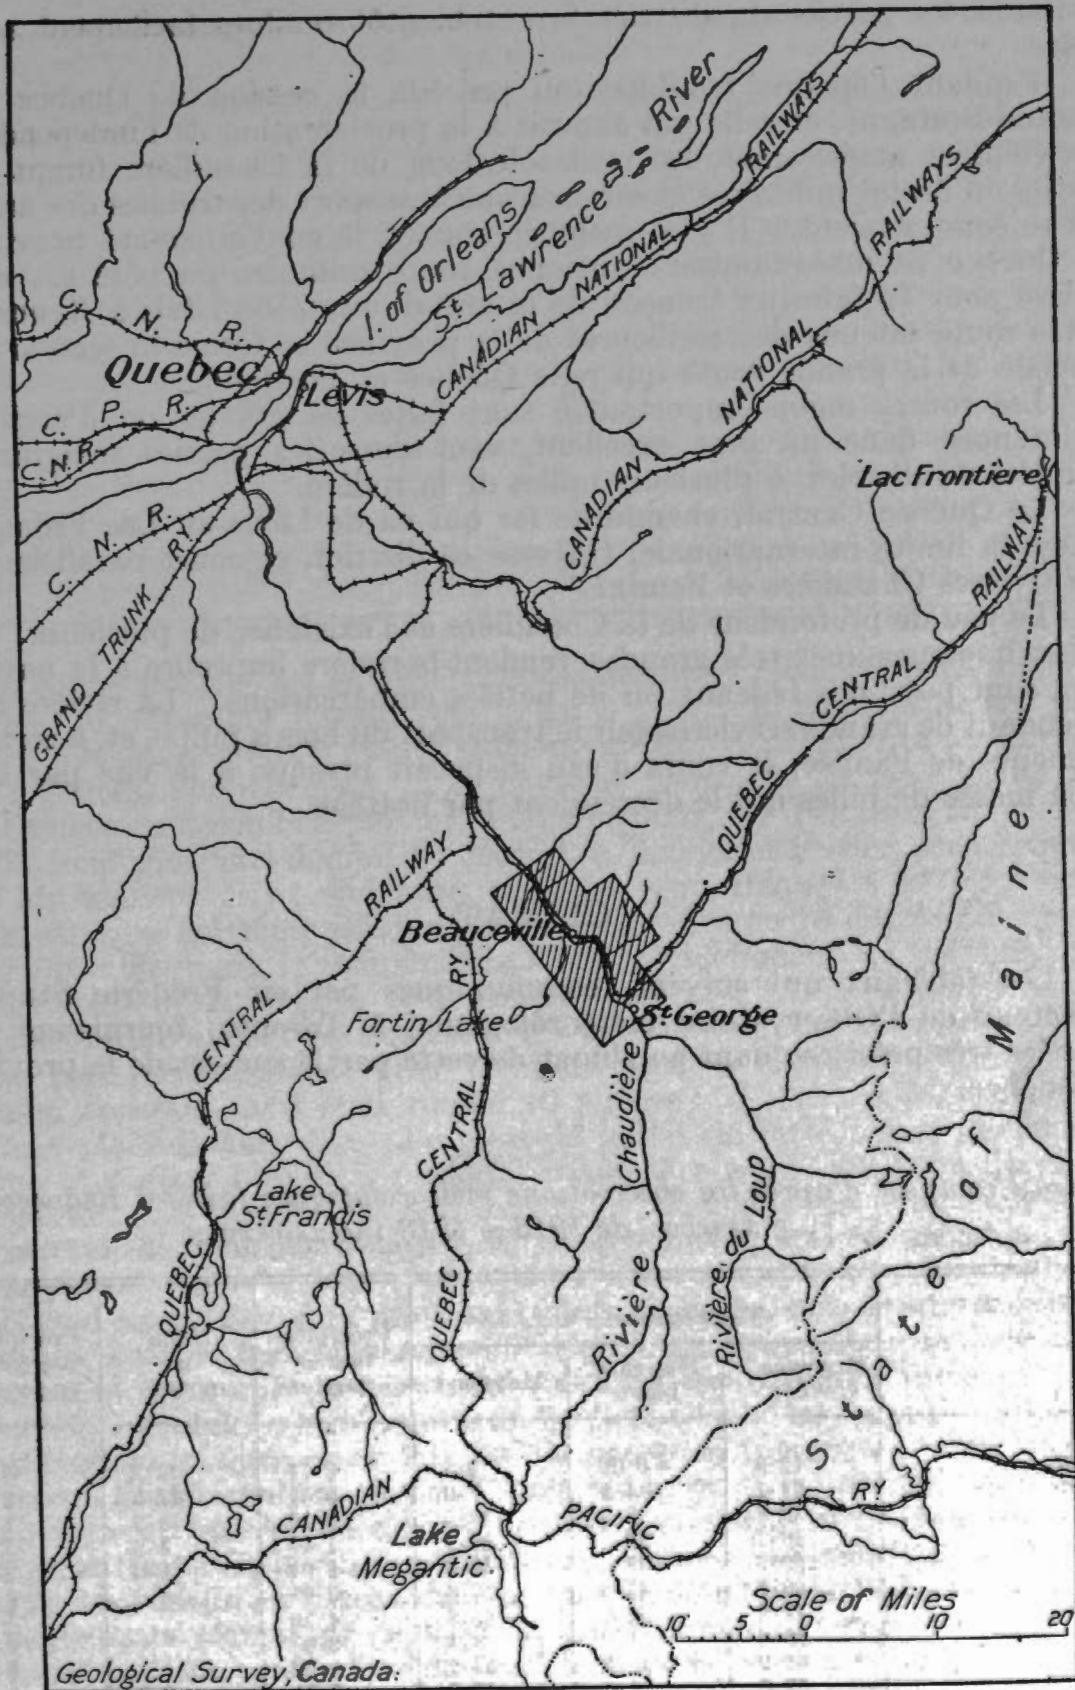 River
RAILWAYS
I. of Orleans
St. Lawrence
CANADIAN NATIONAL
RAILWAYS
C. N. R.
Quebec
Levis
C. P. R.
C. N. R.
CANADIAN NATIONAL
Lac Frontière
C. N. R.
GRAND TRUNK RY
QUEBEC CENTRAL RAILWAY
State of Maine
QUEBEC CENTRAL RAILWAY
Beauceville
QUEBEC CENTRAL RY
Fortin Lake
St. George
Rivière Chaudière
Rivière du Loup
Lake
St. Francis
CANADIAN PACIFIC RY
Lake
Megantic
Scale of Miles
10 5 0 10 20
Geological Survey, Canada.